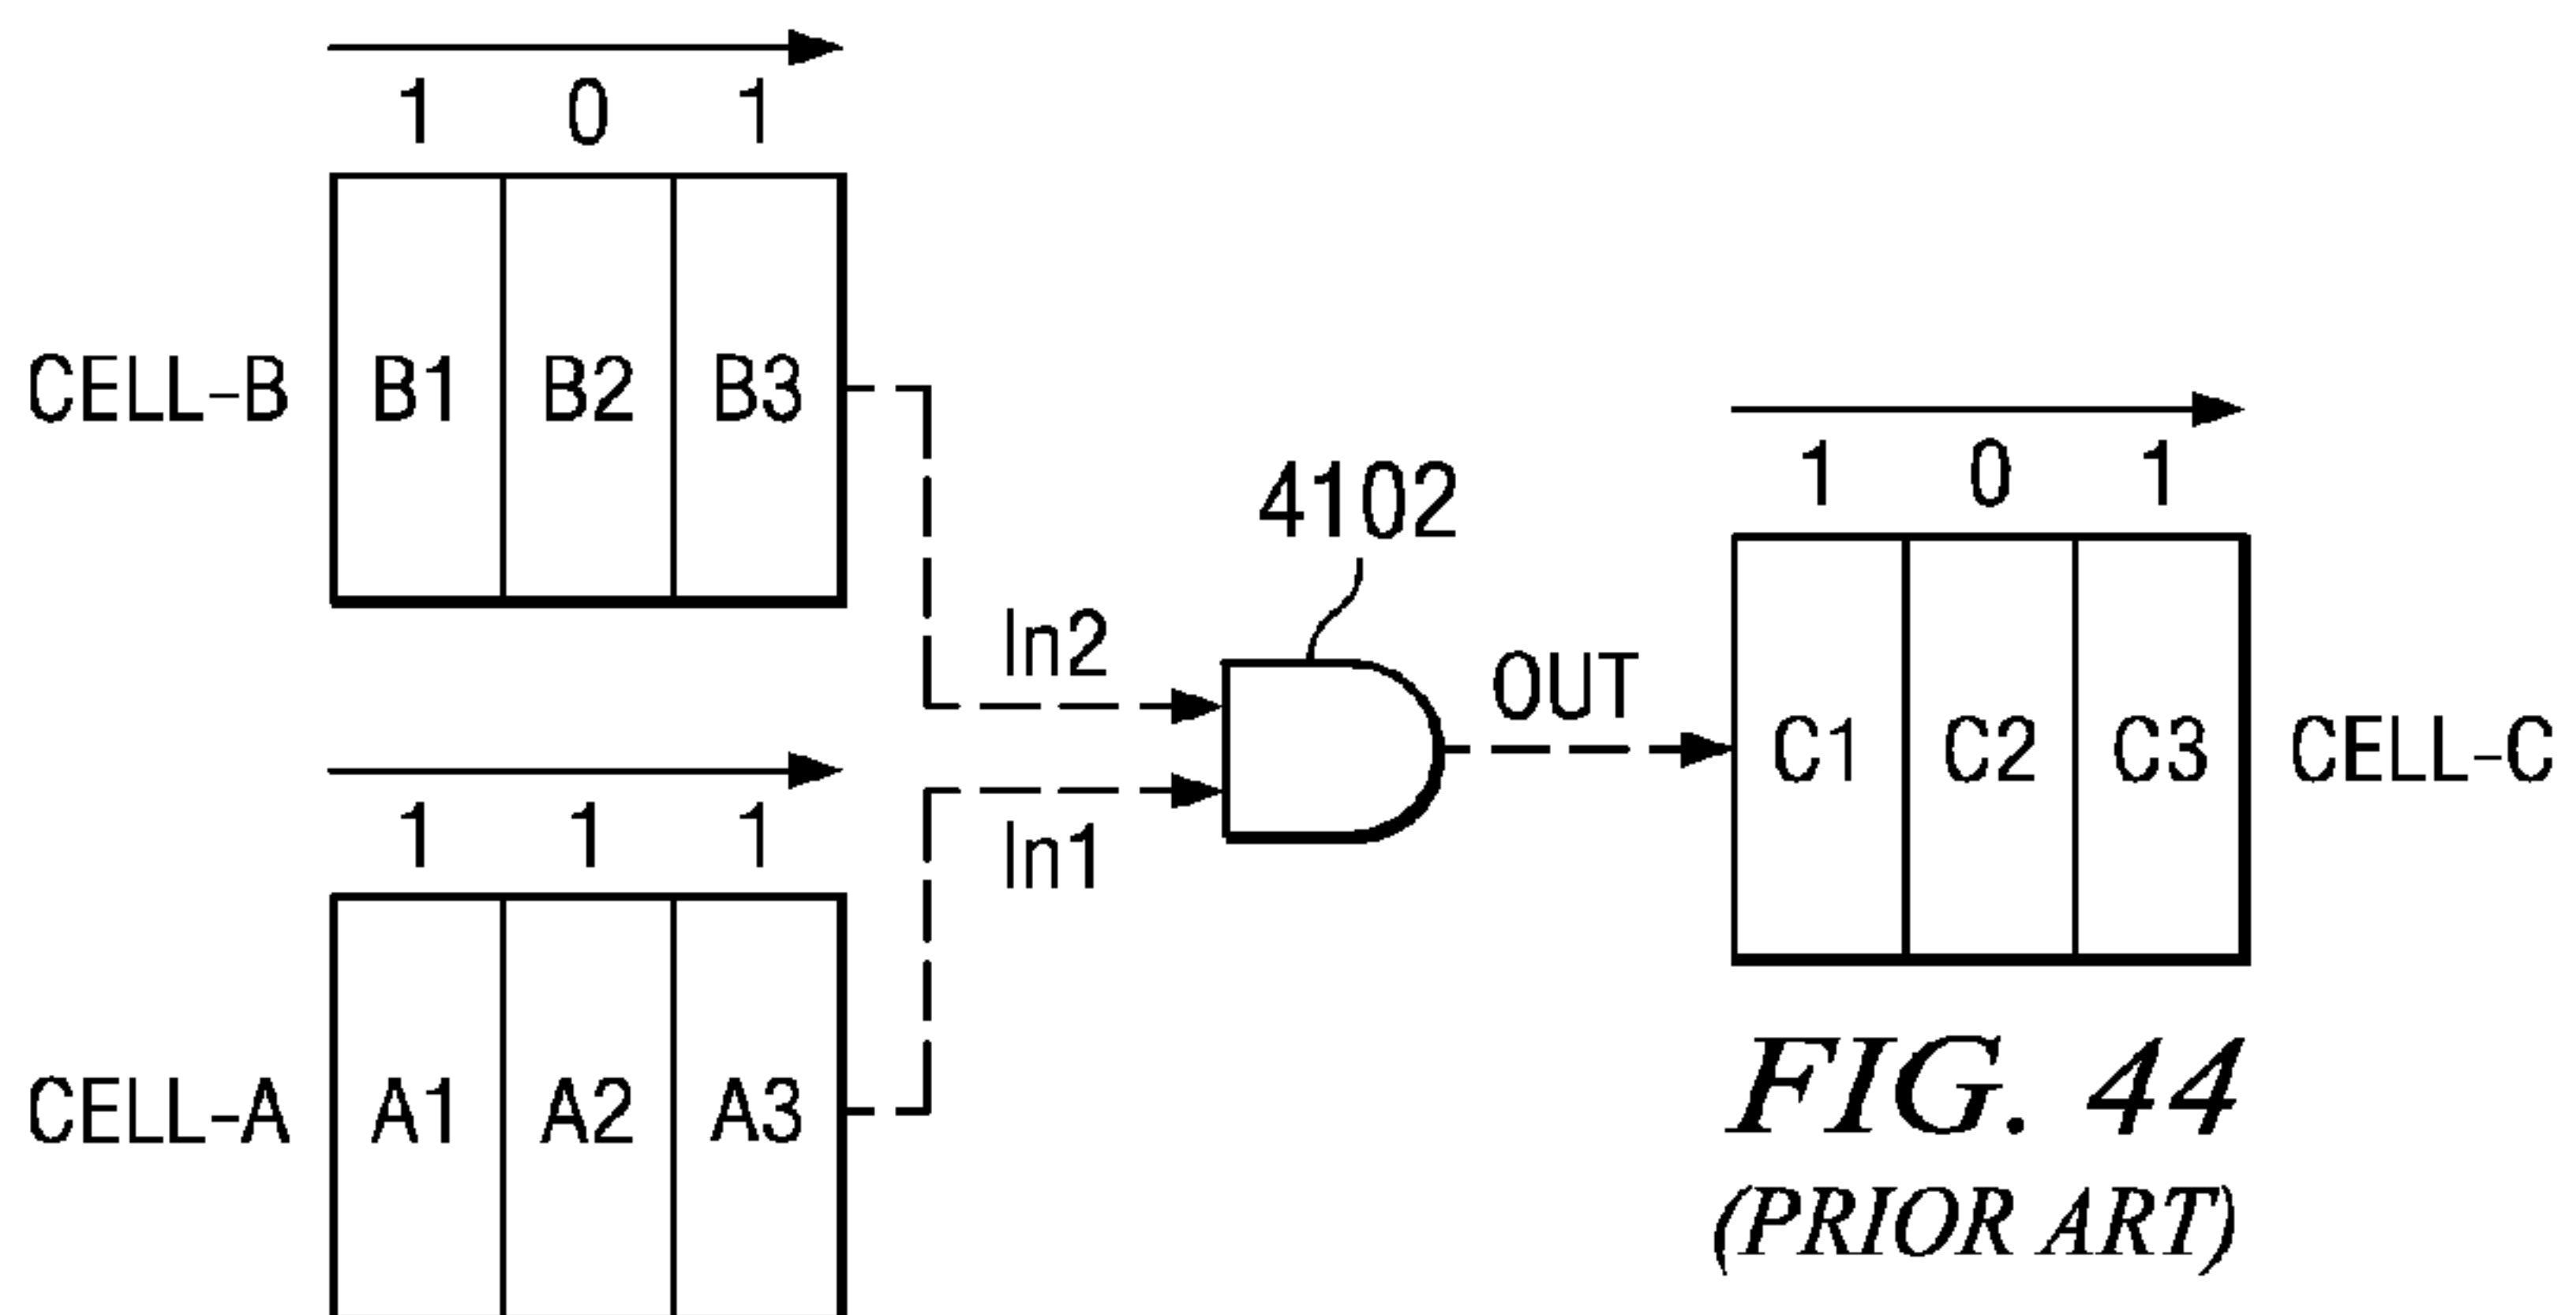 1 0 1
CELL-B B1 B2 B3
4102
1 0 1
In2
OUT
C1 C2 C3 CELL-C
1 1 1
In1
CELL-A A1 A2 A3
FIG. 44
(PRIOR ART)